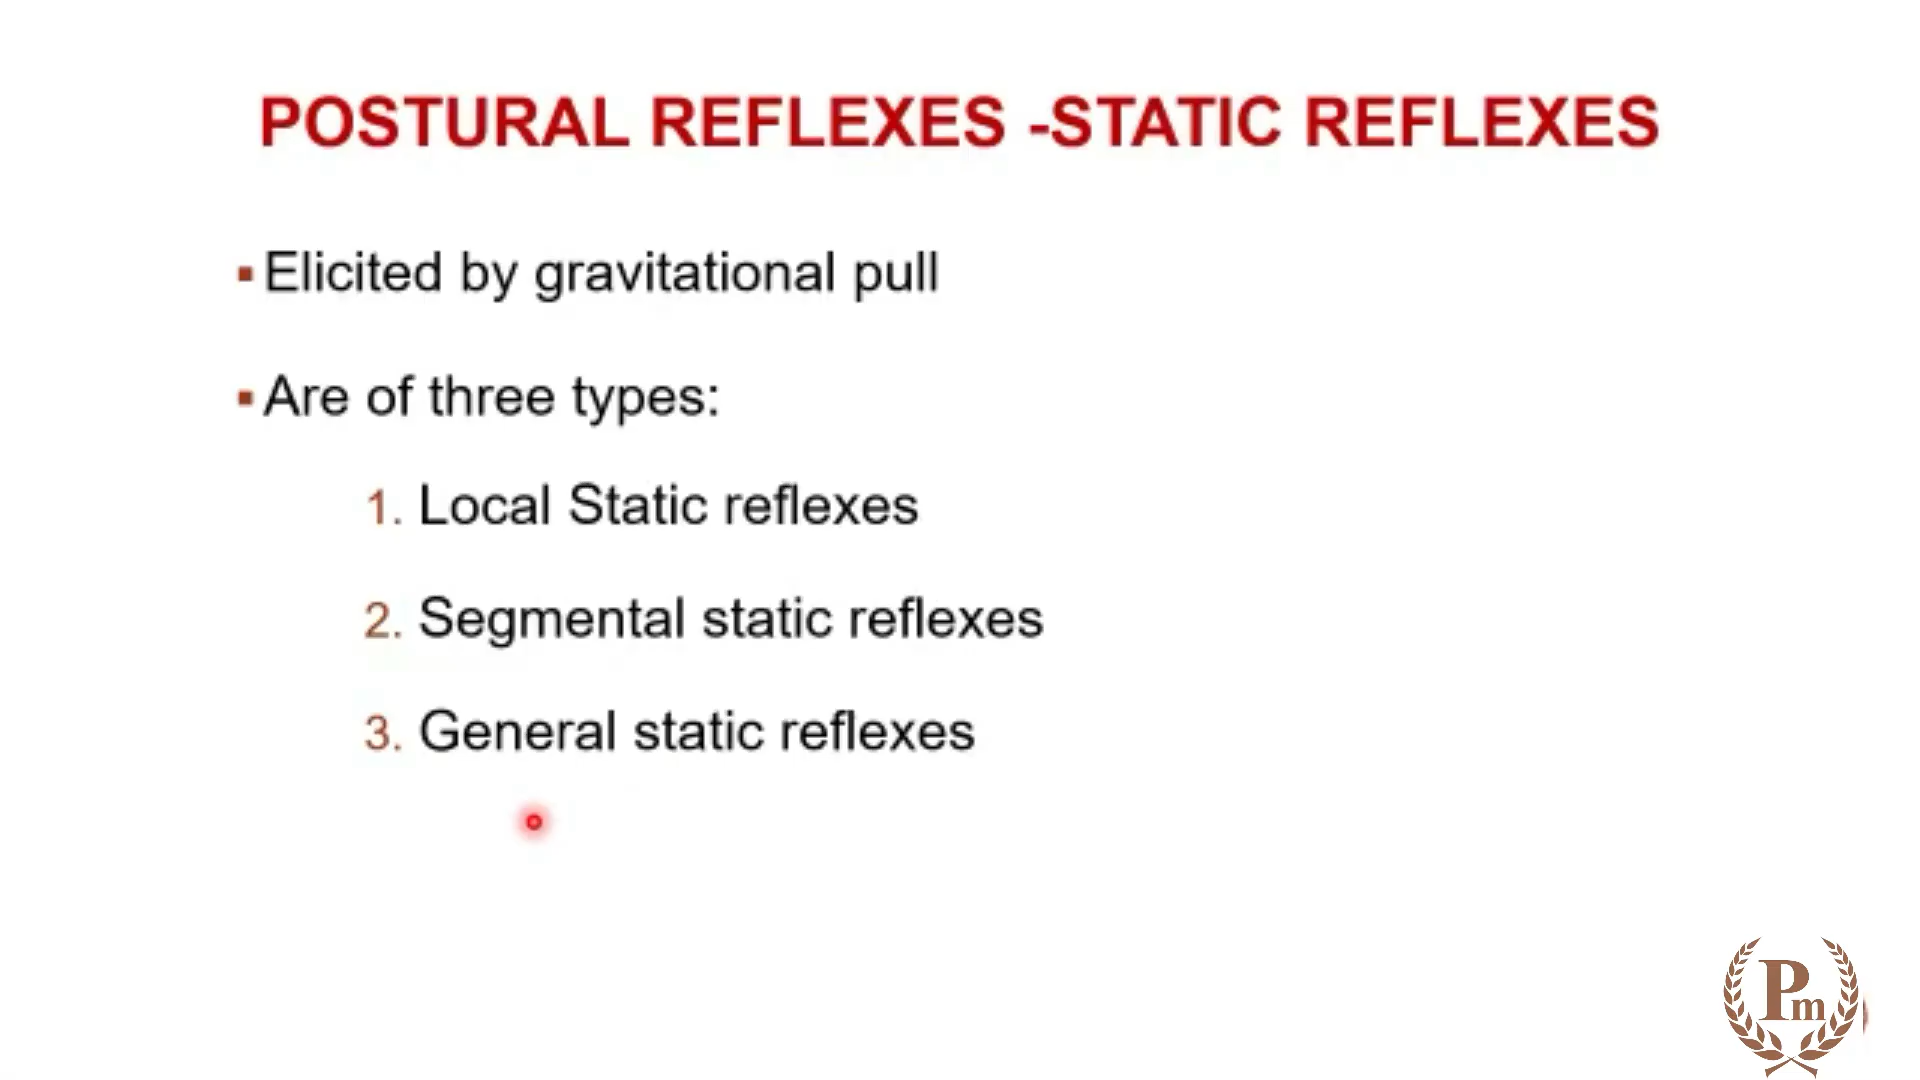 POSTURAL REFLEXES -STATIC REFLEXES
▪Elicited by gravitational pull
▪Are of three types:
1. Local Static reflexes
2. Segmental static reflexes
3. General static reflexes
Pm